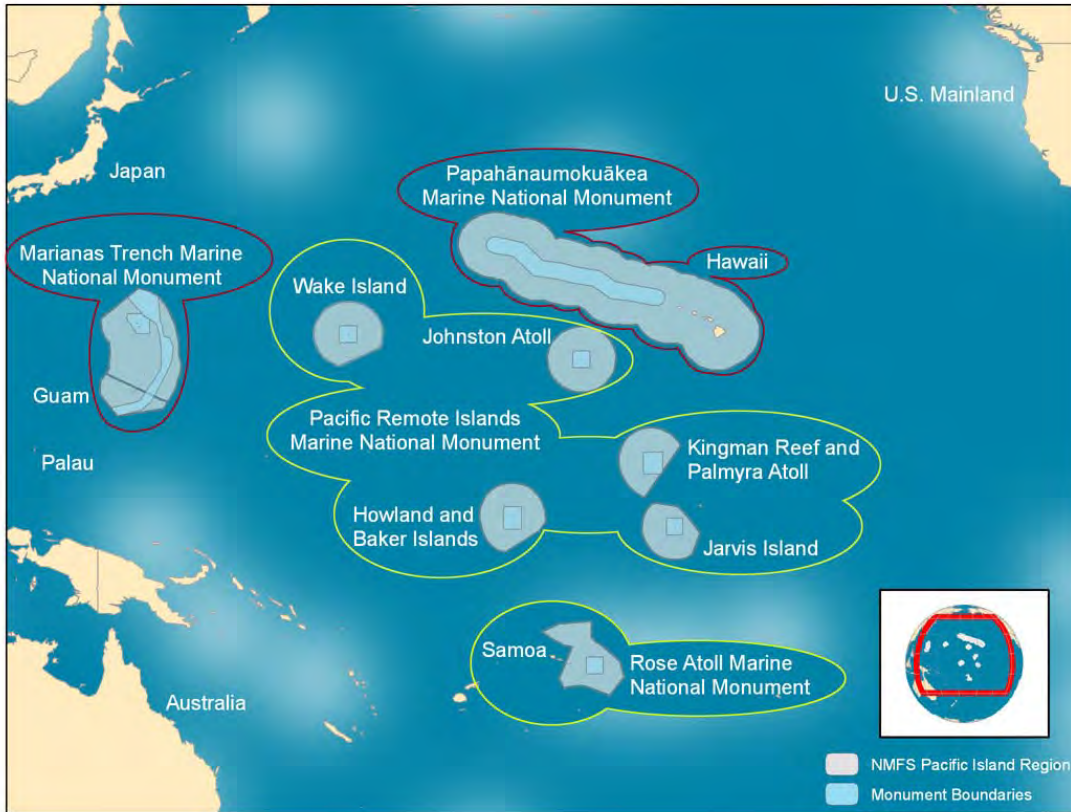 U.S. Mainland
Japan
Papahānaumokuākea
Marine National Monument
Marianas Trench Marine
National Monument
Hawaii
Wake Island
Johnston Atoll
Guam
Pacific Remote Islands
Marine National Monument
Palau
Kingman Reef and
Palmyra Atoll
Howland and
Baker Islands
Jarvis Island
Samoa
Rose Atoll Marine
National Monument
Australia
NMFS Pacific Island Region
Monument Boundaries